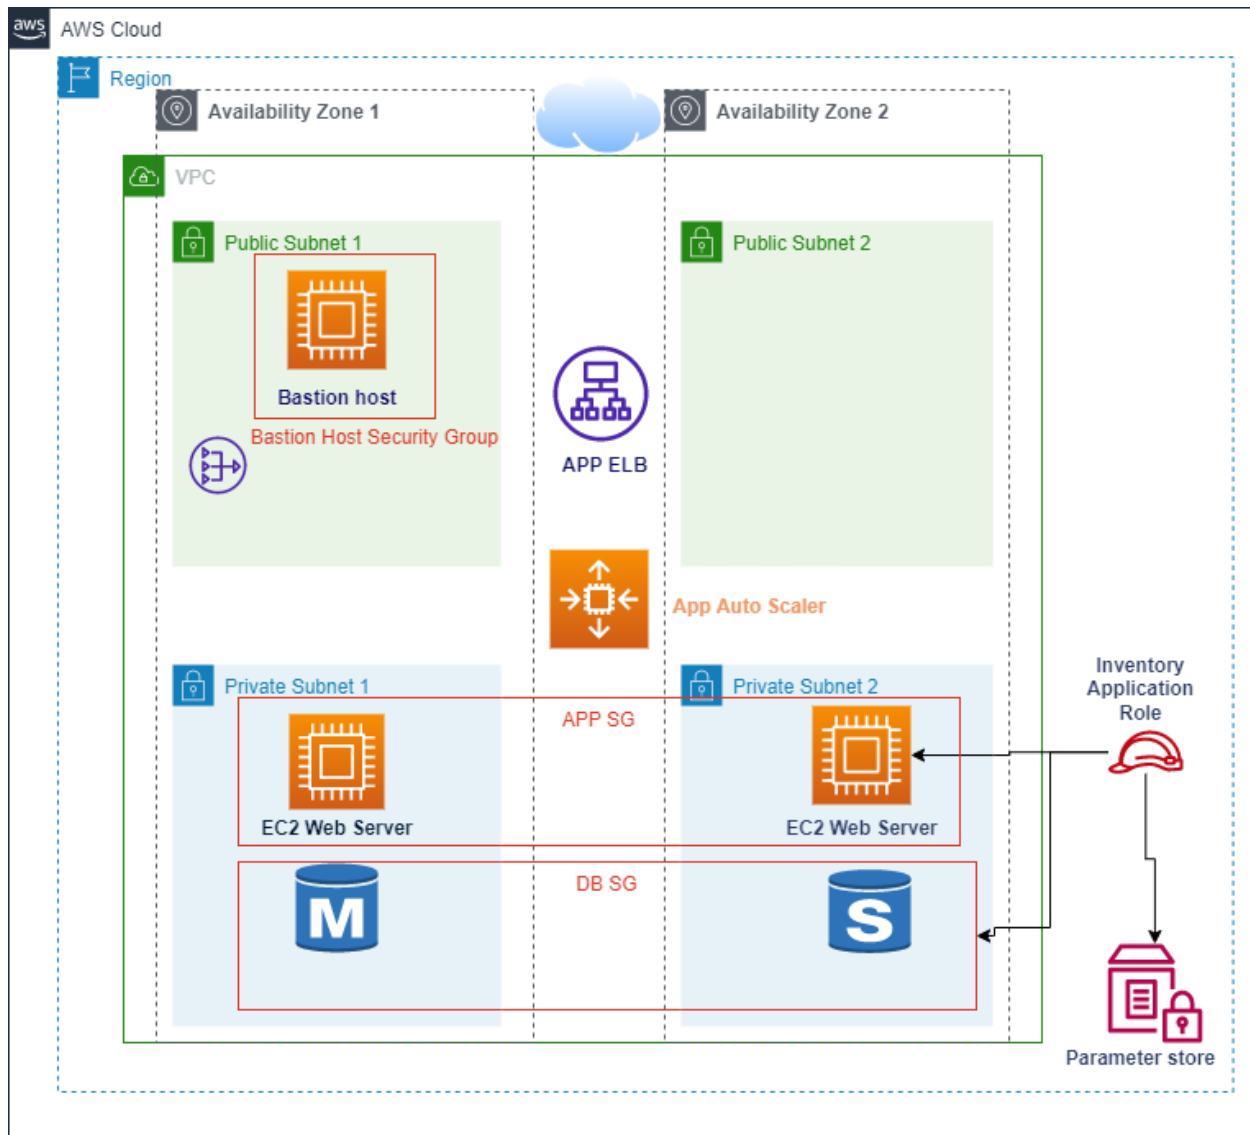 aws
AWS Cloud
Region
Availability Zone 1
Availability Zone 2
VPC
Public Subnet 1
Public Subnet 2
Bastion host
Bastion Host Security Group
APP ELB
App Auto Scaler
Private Subnet 1
Private Subnet 2
APP SG
EC2 Web Server
EC2 Web Server
DB SG
M
S
Inventory
Application
Role
Parameter store